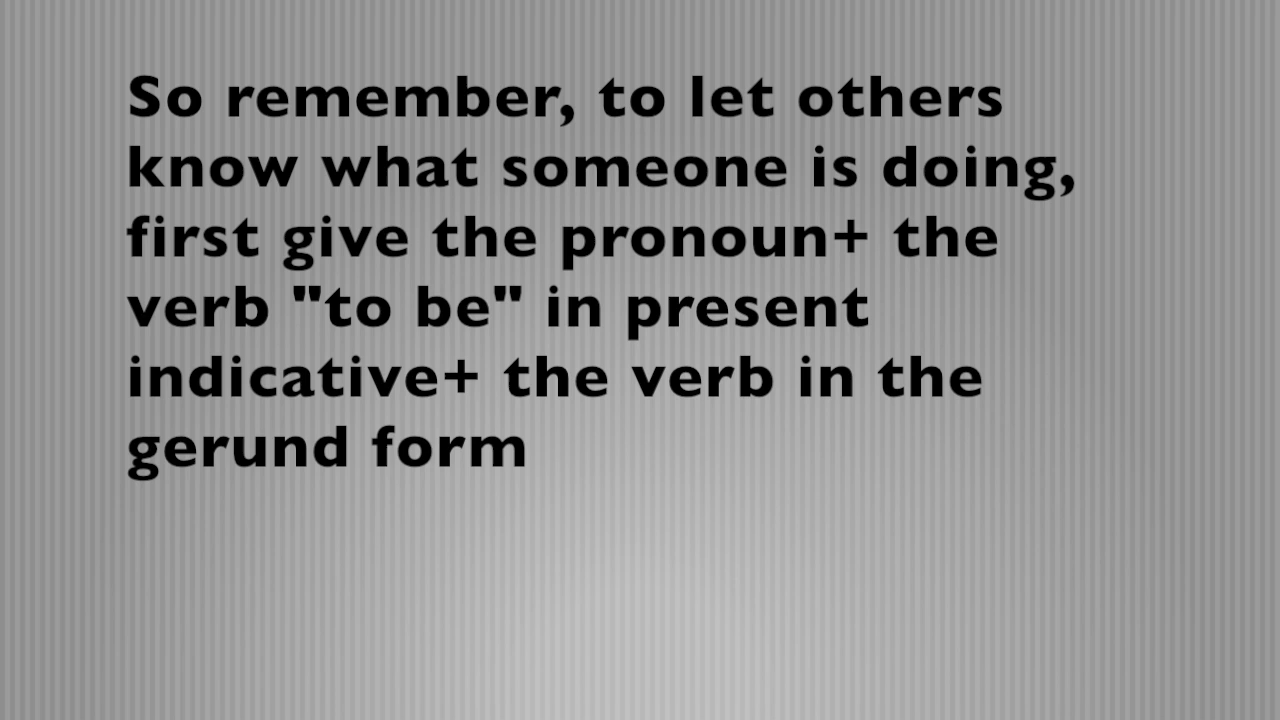 So remember, to let others
know what someone is doing,
first give the pronoun+ the
verb "to be" in present
indicative+ the verb in the
gerund form